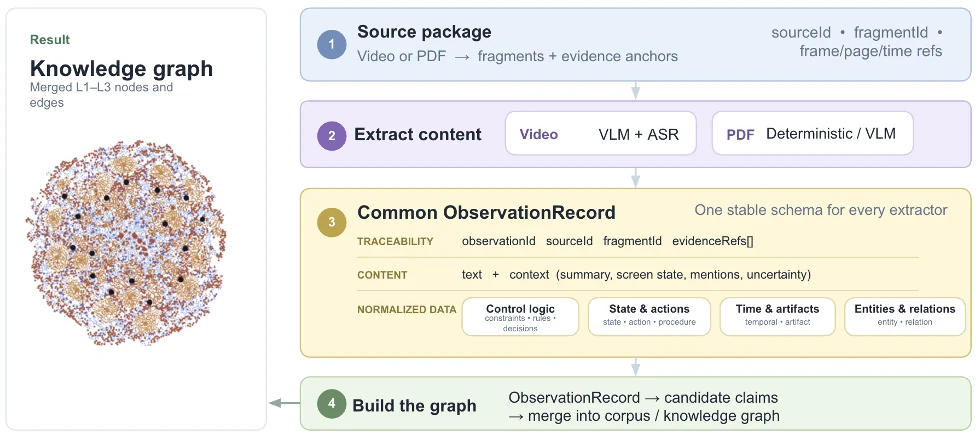 Result
Knowledge graph
Merged L1–L3 nodes and
edges
1
Source package
Video or PDF → fragments + evidence anchors
sourceId • fragmentId •
frame/page/time refs
2
Extract content
Video VLM + ASR
PDF Deterministic / VLM
3
Common ObservationRecord
One stable schema for every extractor
TRACEABILITY observationId sourceId fragmentId evidenceRefs[]
CONTENT text + context (summary, screen state, mentions, uncertainty)
NORMALIZED DATA
Control logic
constraints • rules •
decisions
State & actions
state • action • procedure
Time & artifacts
temporal • artifact
Entities & relations
entity • relation
4
Build the graph
ObservationRecord → candidate claims
→ merge into corpus / knowledge graph